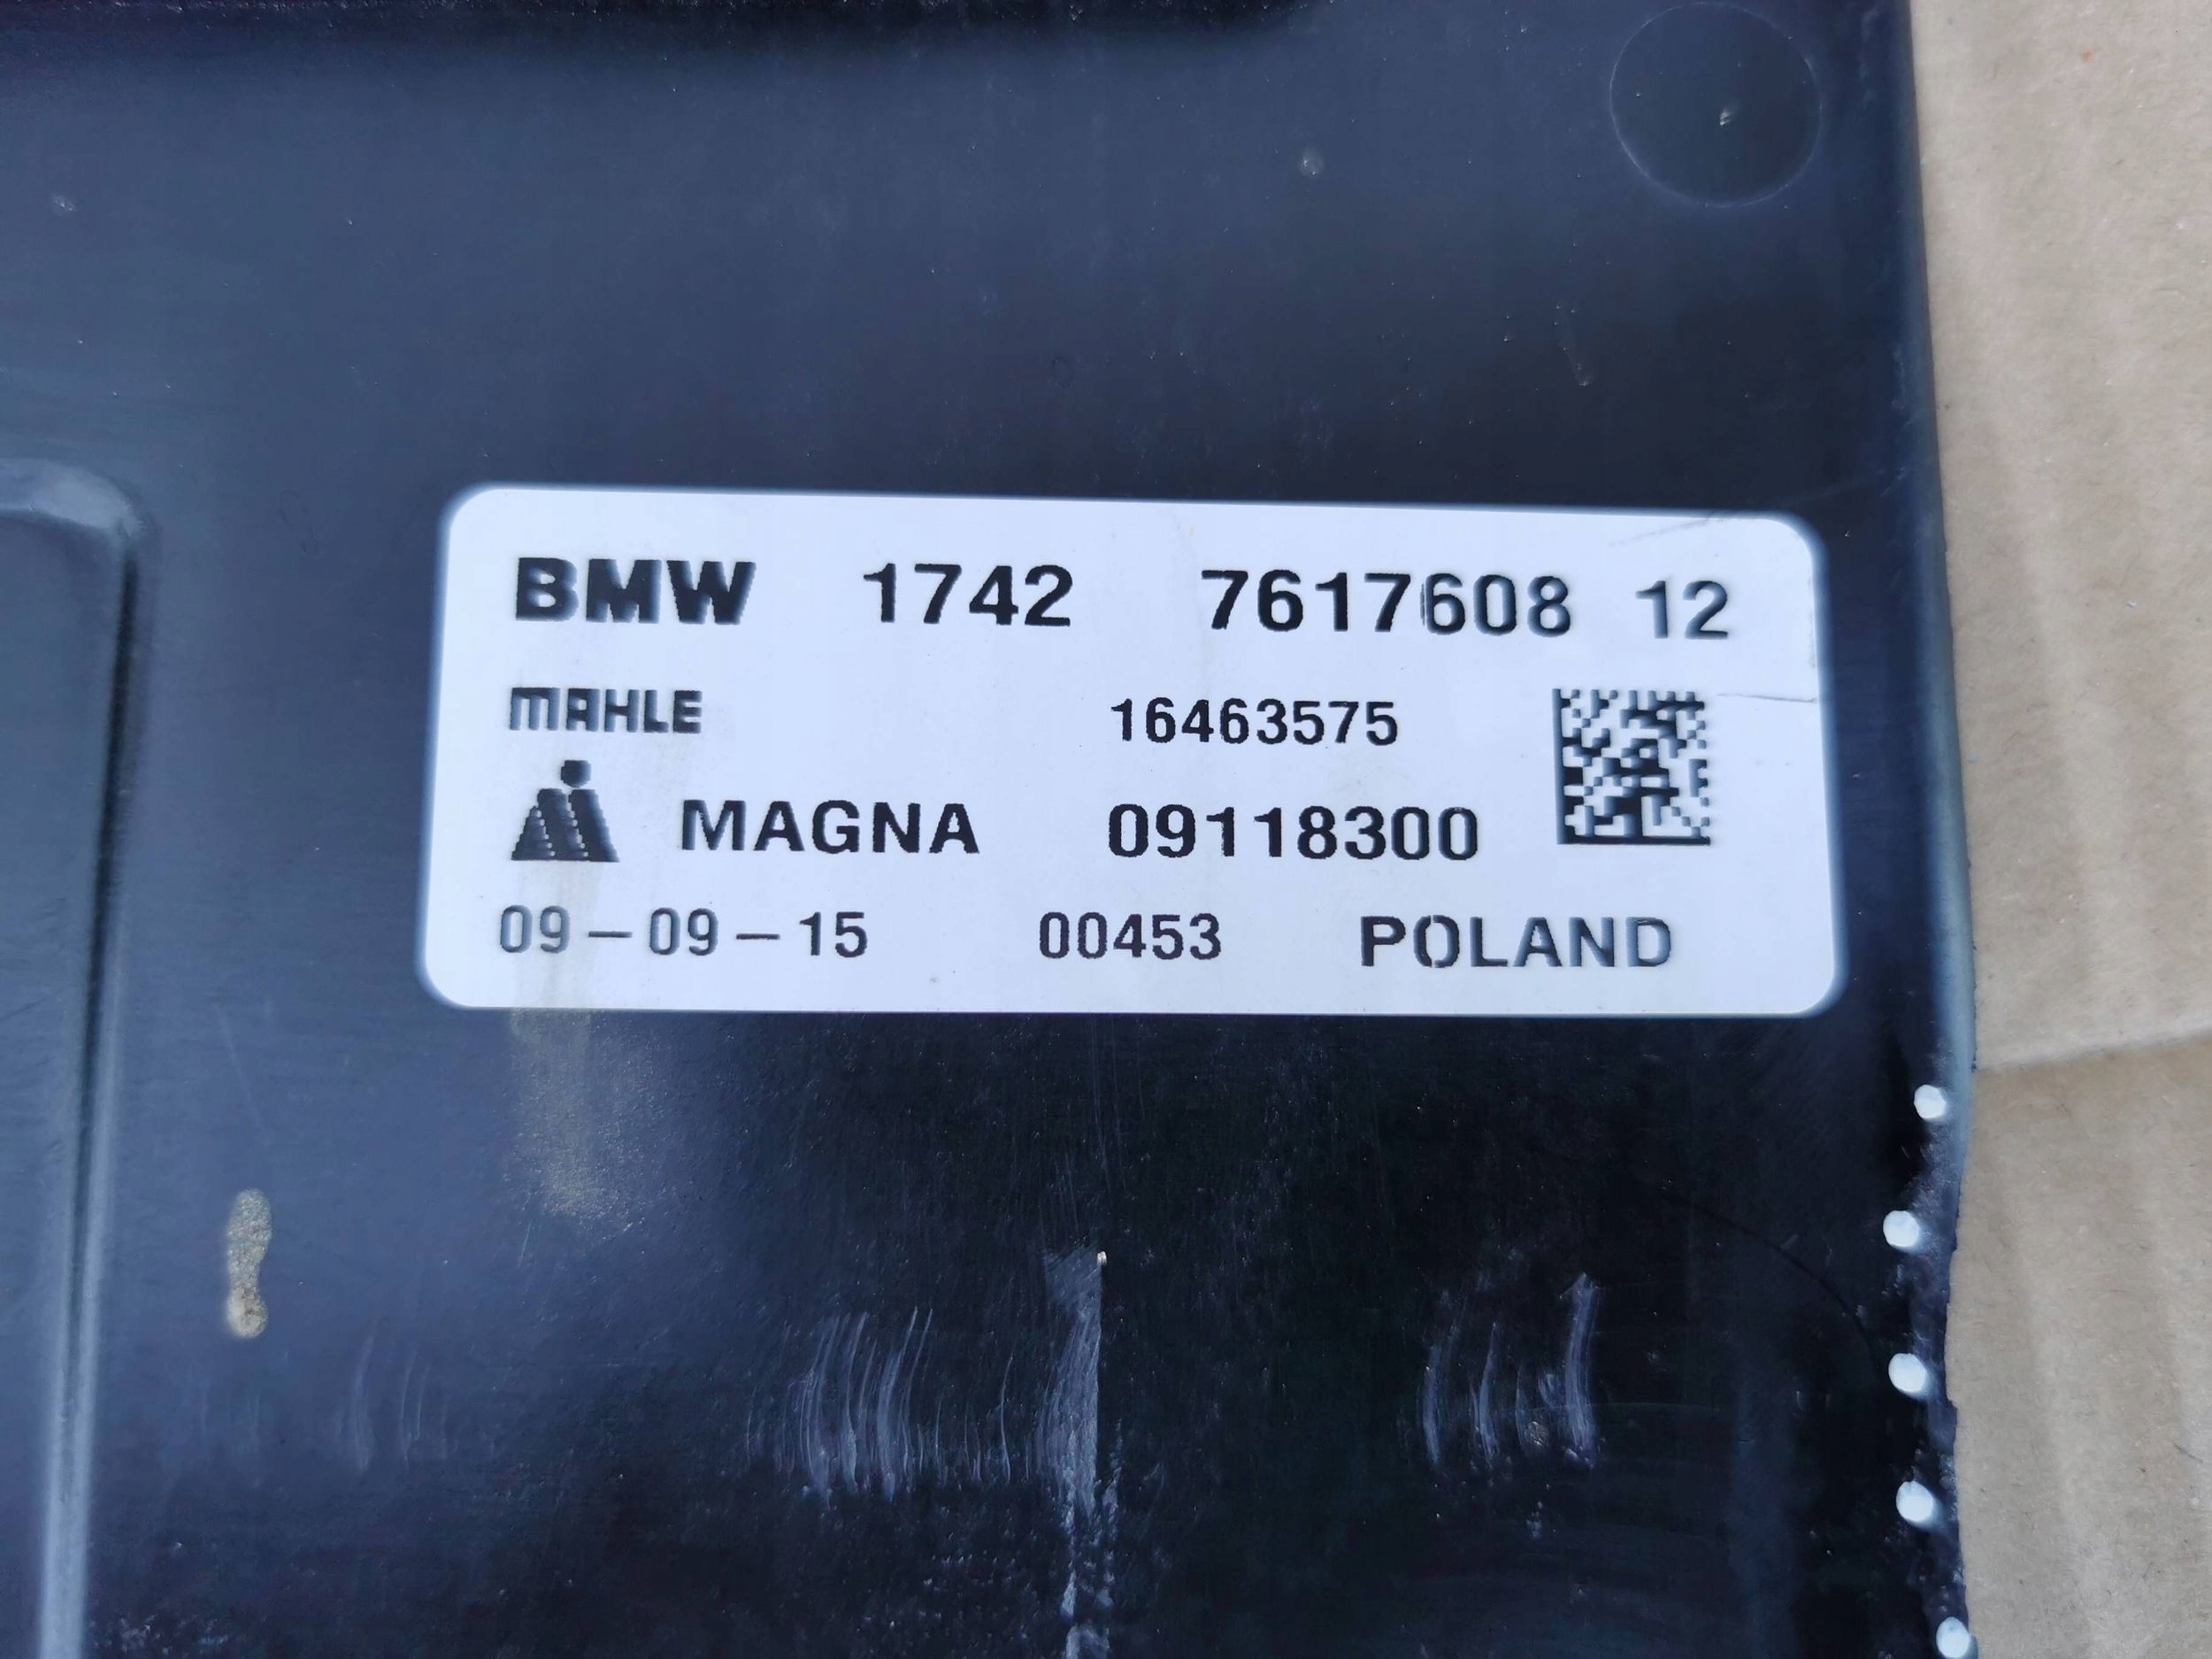 BMW 1742 7617608 12
MAHLE 16463575
MAGNA 09118300
09-09-15 00453 POLAND